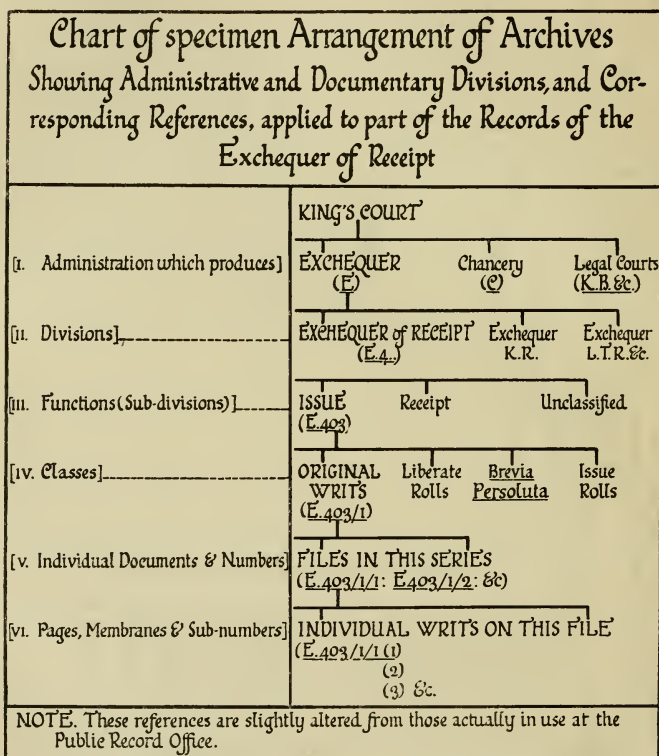 Chart of specimen Arrangement of Archives
Showing Administrative and Documentary Divisions, and Cor-
responding References, applied to part of the Records of the
Exchequer of Receipt
KING'S COURT
[I. Administration which produces] EXCHEQUER Chancery Legal Courts
(E) (C) (K.B. &c.)
[II. Divisions] EXCHEQUER of RECEIPT Exchequer Exchequer
(E.4..) K.R. L.T.R. &c.
[III. Functions (Sub-divisions)] ISSUE Receipt Unclassified
(E.403)
[IV. Classes] ORIGINAL Liberate Brevia Issue
WRITS Rolls Persoluta Rolls
(E.403/1)
[V. Individual Documents & Numbers] FILES IN THIS SERIES
(E.403/1/1: E403/1/2: &c)
[VI. Pages, Membranes & Sub-numbers] INDIVIDUAL WRITS ON THIS FILE
(E.403/1/1 (1)
(2)
(3) &c.
NOTE. These references are slightly altered from those actually in use at the
Public Record Office.